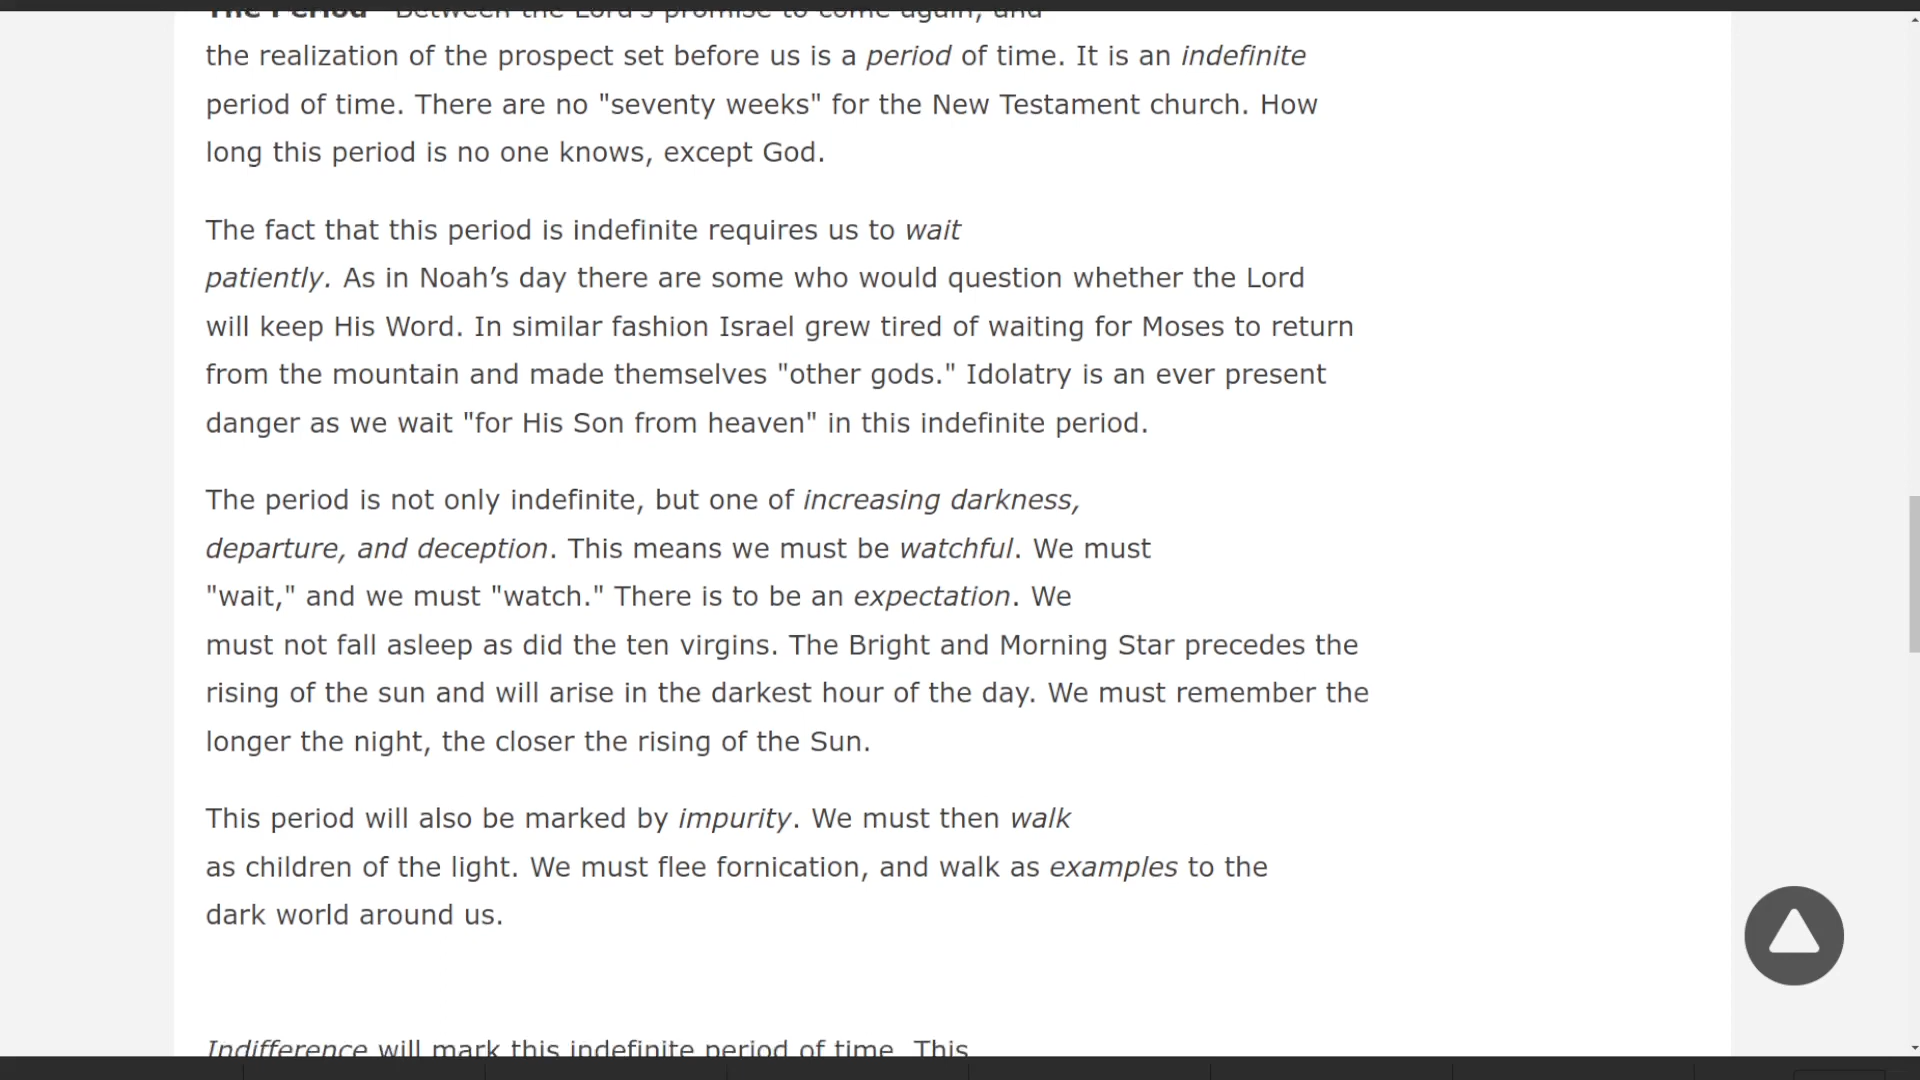 The Period - Between the Lord's promise to come again, and
the realization of the prospect set before us is a period of time. It is an indefinite
period of time. There are no "seventy weeks" for the New Testament church. How
long this period is no one knows, except God.
The fact that this period is indefinite requires us to wait
patiently. As in Noah’s day there are some who would question whether the Lord
will keep His Word. In similar fashion Israel grew tired of waiting for Moses to return
from the mountain and made themselves "other gods." Idolatry is an ever present
danger as we wait "for His Son from heaven" in this indefinite period.
The period is not only indefinite, but one of increasing darkness,
departure, and deception. This means we must be watchful. We must
"wait," and we must "watch." There is to be an expectation. We
must not fall asleep as did the ten virgins. The Bright and Morning Star precedes the
rising of the sun and will arise in the darkest hour of the day. We must remember the
longer the night, the closer the rising of the Sun.
This period will also be marked by impurity. We must then walk
as children of the light. We must flee fornication, and walk as examples to the
dark world around us.
Indifference will mark this indefinite period of time. This